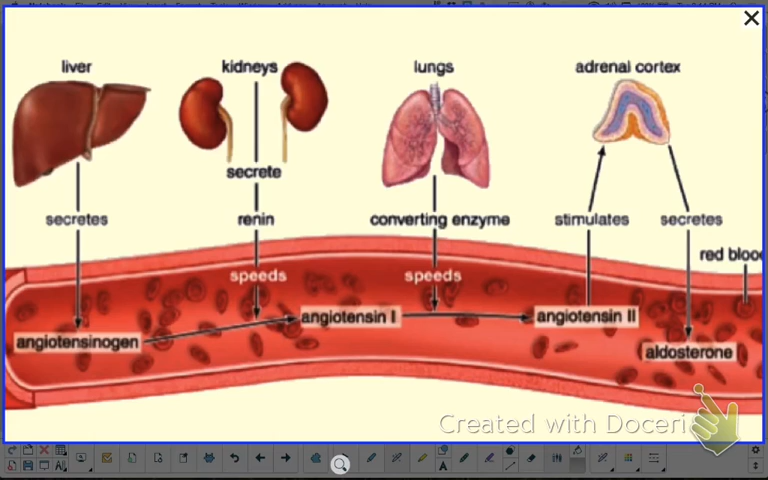 liver
kidneys
lungs
adrenal cortex
secrete
secretes
renin
converting enzyme
stimulates
secretes
red bloo
speeds
speeds
angiotensinogen
angiotensin I
angiotensin II
aldosterone
Created with Doceri